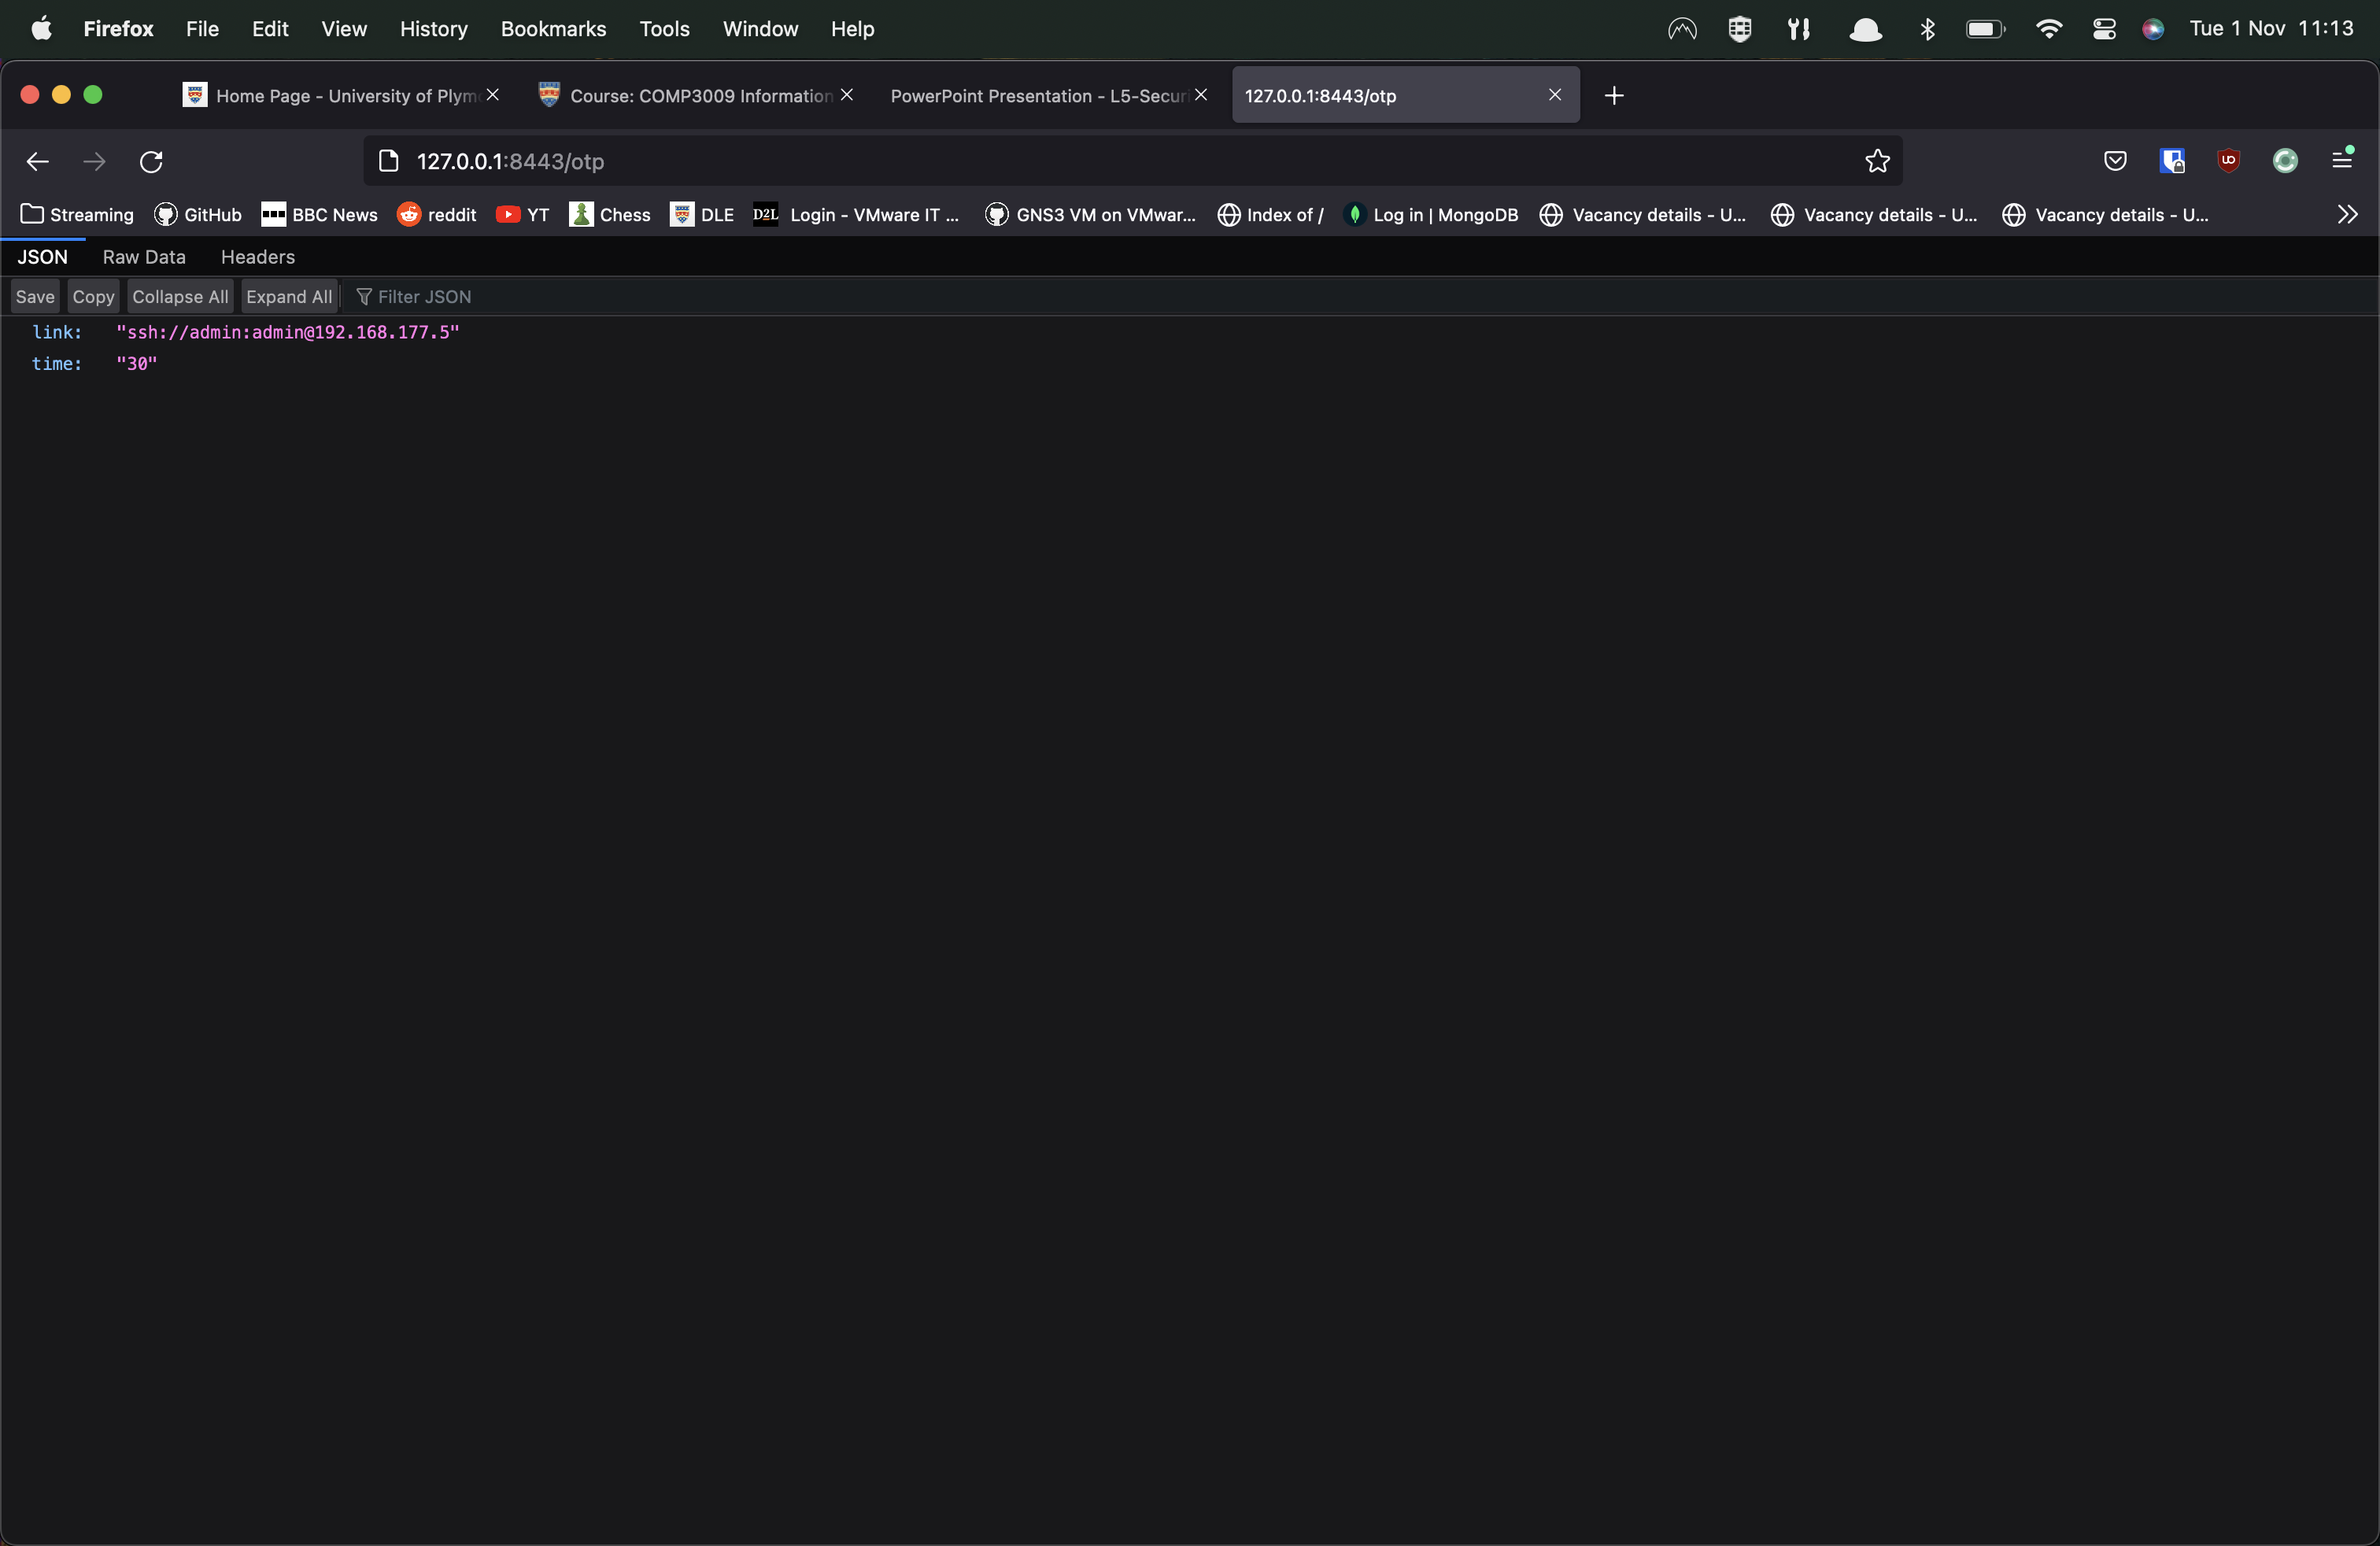 Firefox File Edit View History Bookmarks Tools Window Help Tue 1 Nov 11:13
Home Page - University of Plym Course: COMP3009 Information PowerPoint Presentation - L5-Secur 127.0.0.1:8443/otp
127.0.0.1:8443/otp
Streaming GitHub BBC News reddit YT Chess DLE D2L Login - VMware IT ... GNS3 VM on VMwar... Index of / Log in | MongoDB Vacancy details - U... Vacancy details - U... Vacancy details - U...
JSON Raw Data Headers
Save Copy Collapse All Expand All Filter JSON
link: "ssh://admin:admin@192.168.177.5"
time: "30"